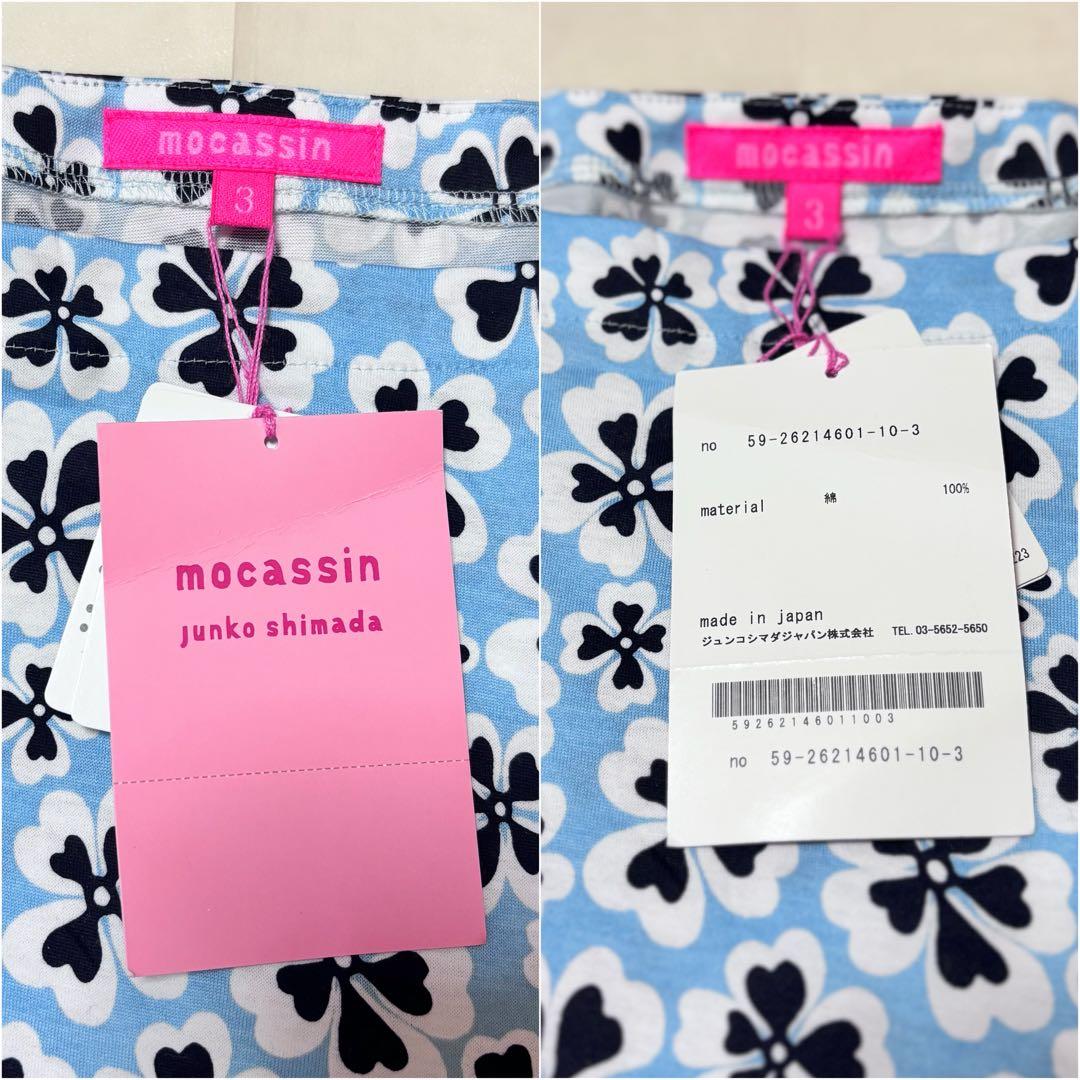 mocassin
3
mocassin
junko shimada
mocassin
3
no 59-26214601-10-3
material 綿 100%
223
made in japan
ジュンコシマダジャパン株式会社 TEL.03-5652-5650
59262146011003
no 59-26214601-10-3